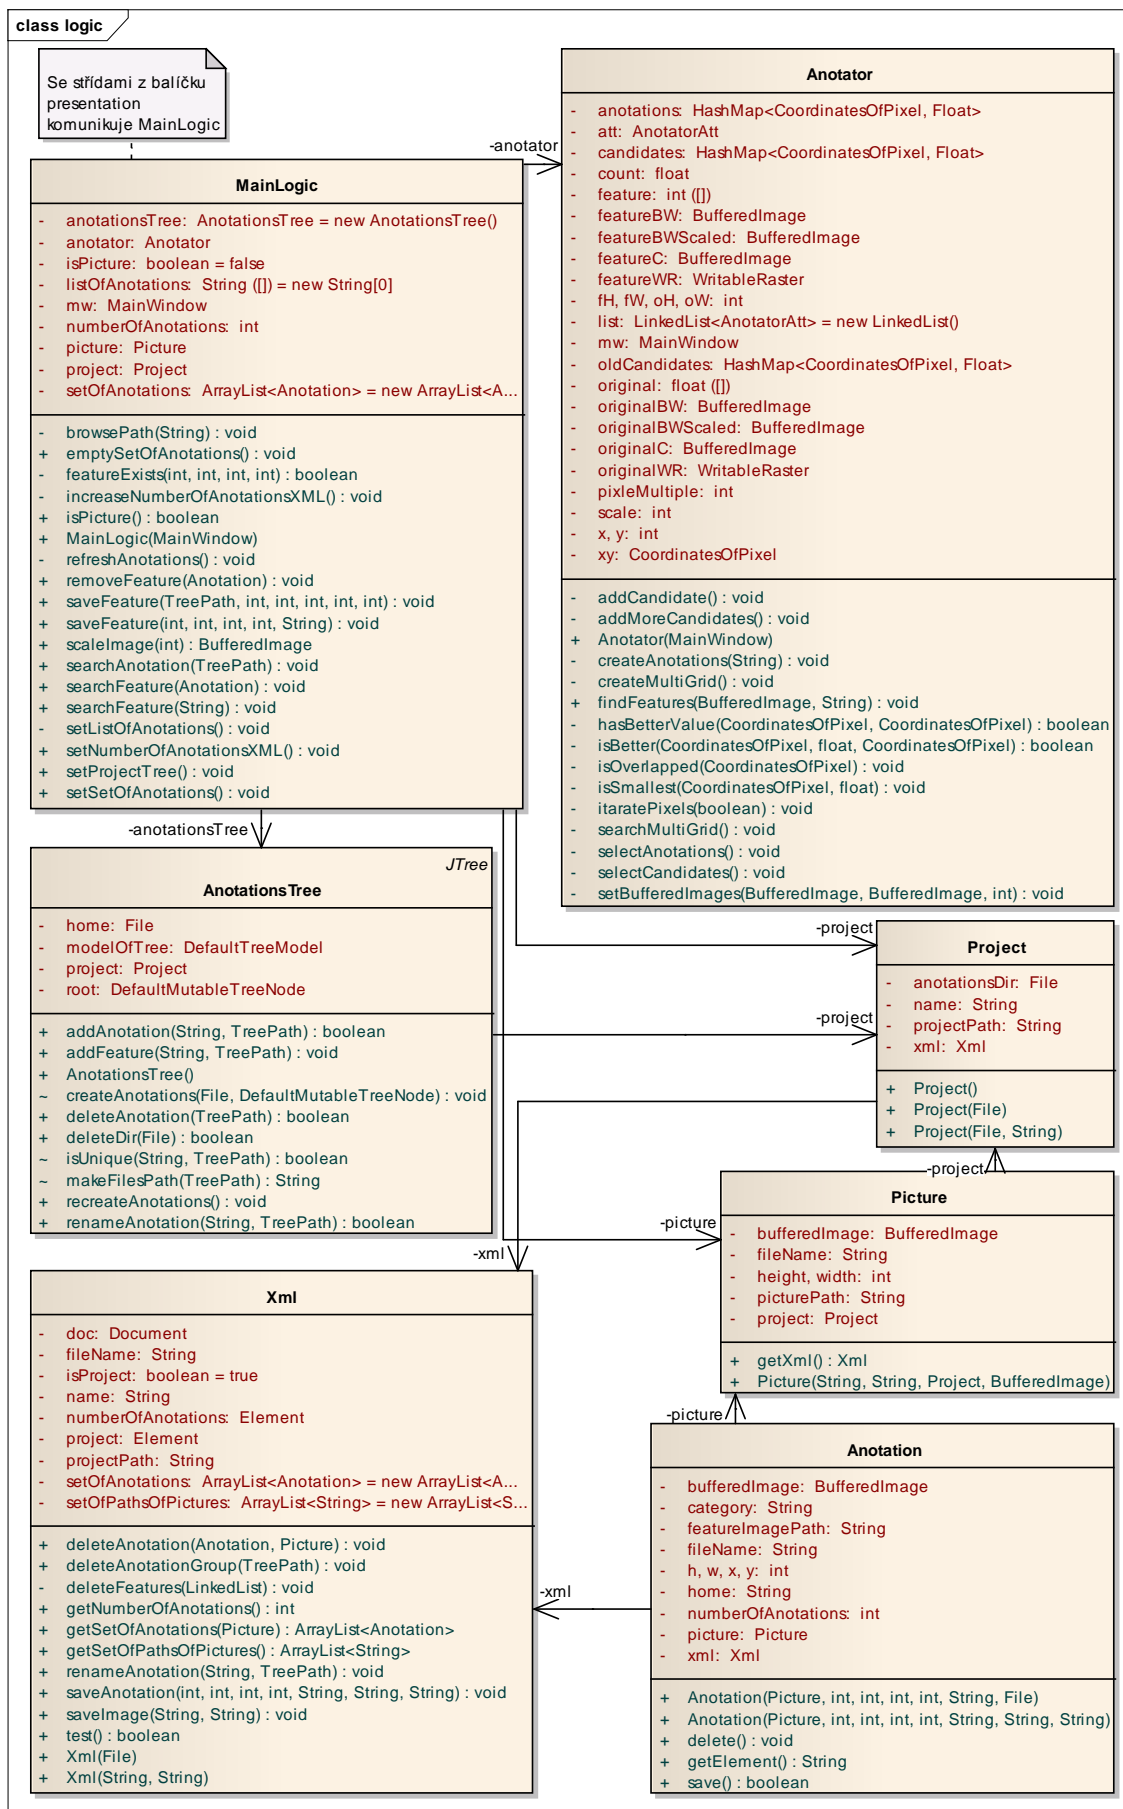 class logic
Se střídami z balíčku
presentation
komunikuje MainLogic
MainLogic
- anotationsTree: AnotationsTree = new AnotationsTree()
- anotator: Anotator
- isPicture: boolean = false
- listOfAnotations: String ([]) = new String[0]
- mw: MainWindow
- numberOfAnotations: int
- picture: Picture
- project: Project
- setOfAnotations: ArrayList<Anotation> = new ArrayList<A...
- browsePath(String) : void
+ emptySetOfAnotations() : void
- featureExists(int, int, int, int) : boolean
- increaseNumberOfAnotationsXML() : void
+ isPicture() : boolean
+ MainLogic(MainWindow)
- refreshAnotations() : void
+ removeFeature(Anotation) : void
+ saveFeature(TreePath, int, int, int, int, int) : void
+ saveFeature(int, int, int, int, String) : void
+ scaleImage(int) : BufferedImage
+ searchAnotation(TreePath) : void
+ searchFeature(Anotation) : void
+ searchFeature(String) : void
- setListOfAnotations() : void
+ setNumberOfAnotationsXML() : void
+ setProjectTree() : void
+ setSetOfAnotations() : void
-anotator
Anotator
- anotations: HashMap<CoordinatesOfPixel, Float>
- att: AnotatorAtt
- candidates: HashMap<CoordinatesOfPixel, Float>
- count: float
- feature: int ([])
- featureBW: BufferedImage
- featureBWScaled: BufferedImage
- featureC: BufferedImage
- featureWR: WritableRaster
- fH, fW, oH, oW: int
- list: LinkedList<AnotatorAtt> = new LinkedList()
- mw: MainWindow
- oldCandidates: HashMap<CoordinatesOfPixel, Float>
- original: float ([])
- originalBW: BufferedImage
- originalBWScaled: BufferedImage
- originalC: BufferedImage
- originalWR: WritableRaster
- pixleMultiple: int
- scale: int
- x, y: int
- xy: CoordinatesOfPixel
- addCandidate() : void
- addMoreCandidates() : void
+ Anotator(MainWindow)
- createAnotations(String) : void
- createMultiGrid() : void
+ findFeatures(BufferedImage, String) : void
- hasBetterValue(CoordinatesOfPixel, CoordinatesOfPixel) : boolean
- isBetter(CoordinatesOfPixel, float, CoordinatesOfPixel) : boolean
- isOverlapped(CoordinatesOfPixel) : void
- isSmallest(CoordinatesOfPixel, float) : void
- itaratePixels(boolean) : void
- searchMultiGrid() : void
- selectAnotations() : void
- selectCandidates() : void
- setBufferedImages(BufferedImage, BufferedImage, int) : void
-anotationsTree
JTree
AnotationsTree
- home: File
- modelOfTree: DefaultTreeModel
- project: Project
- root: DefaultMutableTreeNode
+ addAnotation(String, TreePath) : boolean
+ addFeature(String, TreePath) : void
+ AnotationsTree()
~ createAnotations(File, DefaultMutableTreeNode) : void
+ deleteAnotation(TreePath) : boolean
+ deleteDir(File) : boolean
~ isUnique(String, TreePath) : boolean
~ makeFilesPath(TreePath) : String
+ recreateAnotations() : void
+ renameAnotation(String, TreePath) : boolean
-project
-project
Project
- anotationsDir: File
- name: String
- projectPath: String
- xml: Xml
+ Project()
+ Project(File)
+ Project(File, String)
-project
-picture
Picture
- bufferedImage: BufferedImage
- fileName: String
- height, width: int
- picturePath: String
- project: Project
+ getXml() : Xml
+ Picture(String, String, Project, BufferedImage)
-xml
Xml
- doc: Document
- fileName: String
- isProject: boolean = true
- name: String
- numberOfAnotations: Element
- project: Element
- projectPath: String
- setOfAnotations: ArrayList<Anotation> = new ArrayList<A...
- setOfPathsOfPictures: ArrayList<String> = new ArrayList<S...
+ deleteAnotation(Anotation, Picture) : void
+ deleteAnotationGroup(TreePath) : void
- deleteFeatures(LinkedList) : void
+ getNumberOfAnotations() : int
+ getSetOfAnotations(Picture) : ArrayList<Anotation>
+ getSetOfPathsOfPictures() : ArrayList<String>
+ renameAnotation(String, TreePath) : void
+ saveAnotation(int, int, int, int, String, String, String) : void
+ saveImage(String, String) : void
+ test() : boolean
+ Xml(File)
+ Xml(String, String)
-picture
-xml
Anotation
- bufferedImage: BufferedImage
- category: String
- featureImagePath: String
- fileName: String
- h, w, x, y: int
- home: String
- numberOfAnotations: int
- picture: Picture
- xml: Xml
+ Anotation(Picture, int, int, int, int, String, File)
+ Anotation(Picture, int, int, int, int, String, String, String)
+ delete() : void
+ getElement() : String
+ save() : boolean